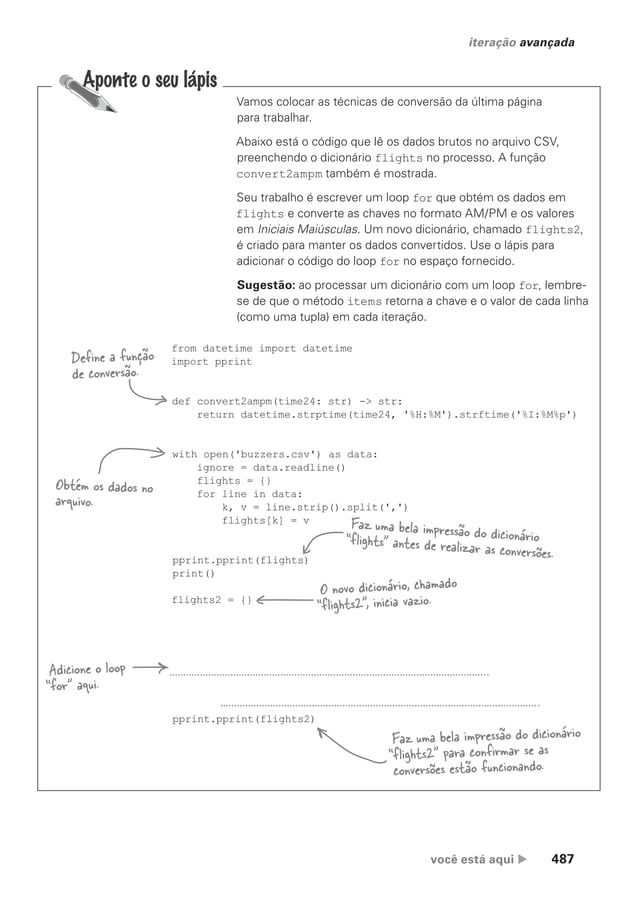 iteração avançada
Aponte o seu lápis
Vamos colocar as técnicas de conversão da última página
para trabalhar.
Abaixo está o código que lê os dados brutos no arquivo CSV,
preenchendo o dicionário flights no processo. A função
convert2ampm também é mostrada.
Seu trabalho é escrever um loop for que obtém os dados em
flights e converte as chaves no formato AM/PM e os valores
em Iniciais Maiúsculas. Um novo dicionário, chamado flights2,
é criado para manter os dados convertidos. Use o lápis para
adicionar o código do loop for no espaço fornecido.
Sugestão: ao processar um dicionário com um loop for, lembre-
se de que o método items retorna a chave e o valor de cada linha
(como uma tupla) em cada iteração.
Define a função
de conversão.
from datetime import datetime
import pprint
def convert2ampm(time24: str) -> str:
    return datetime.strptime(time24, '%H:%M').strftime('%I:%M%p')
with open('buzzers.csv') as data:
    ignore = data.readline()
    flights = {}
    for line in data:
        k, v = line.strip().split(',')
        flights[k] = v
Obtém os dados no
arquivo.
Faz uma bela impressão do dicionário
"flights" antes de realizar as conversões.
pprint.pprint(flights)
print()
flights2 = {}
O novo dicionário, chamado
"flights2", inicia vazio.
Adicione o loop
"for" aqui.
pprint.pprint(flights2)
Faz uma bela impressão do dicionário
"flights2" para confirmar se as
conversões estão funcionando.
você está aqui ▶ 487